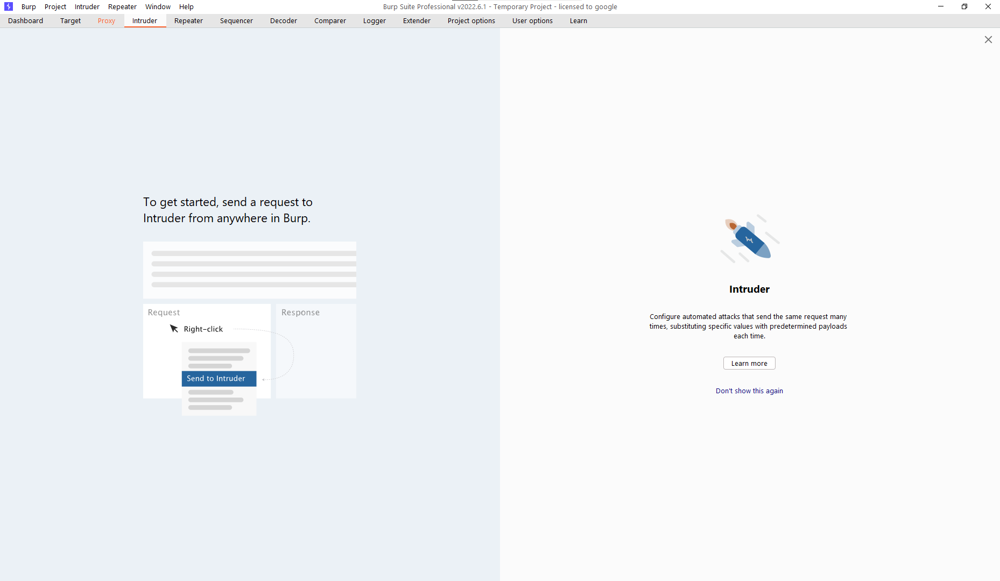 Burp Project Intruder Repeater Window Help
Burp Suite Professional v2022.6.1 - Temporary Project - licensed to google
Dashboard Target Proxy Intruder Repeater Sequencer Decoder Comparer Logger Extender Project options User options Learn
To get started, send a request to
Intruder from anywhere in Burp.
Request
Response
Right-click
Send to Intruder
Intruder
Configure automated attacks that send the same request many
times, substituting specific values with predetermined payloads
each time.
Learn more
Don't show this again